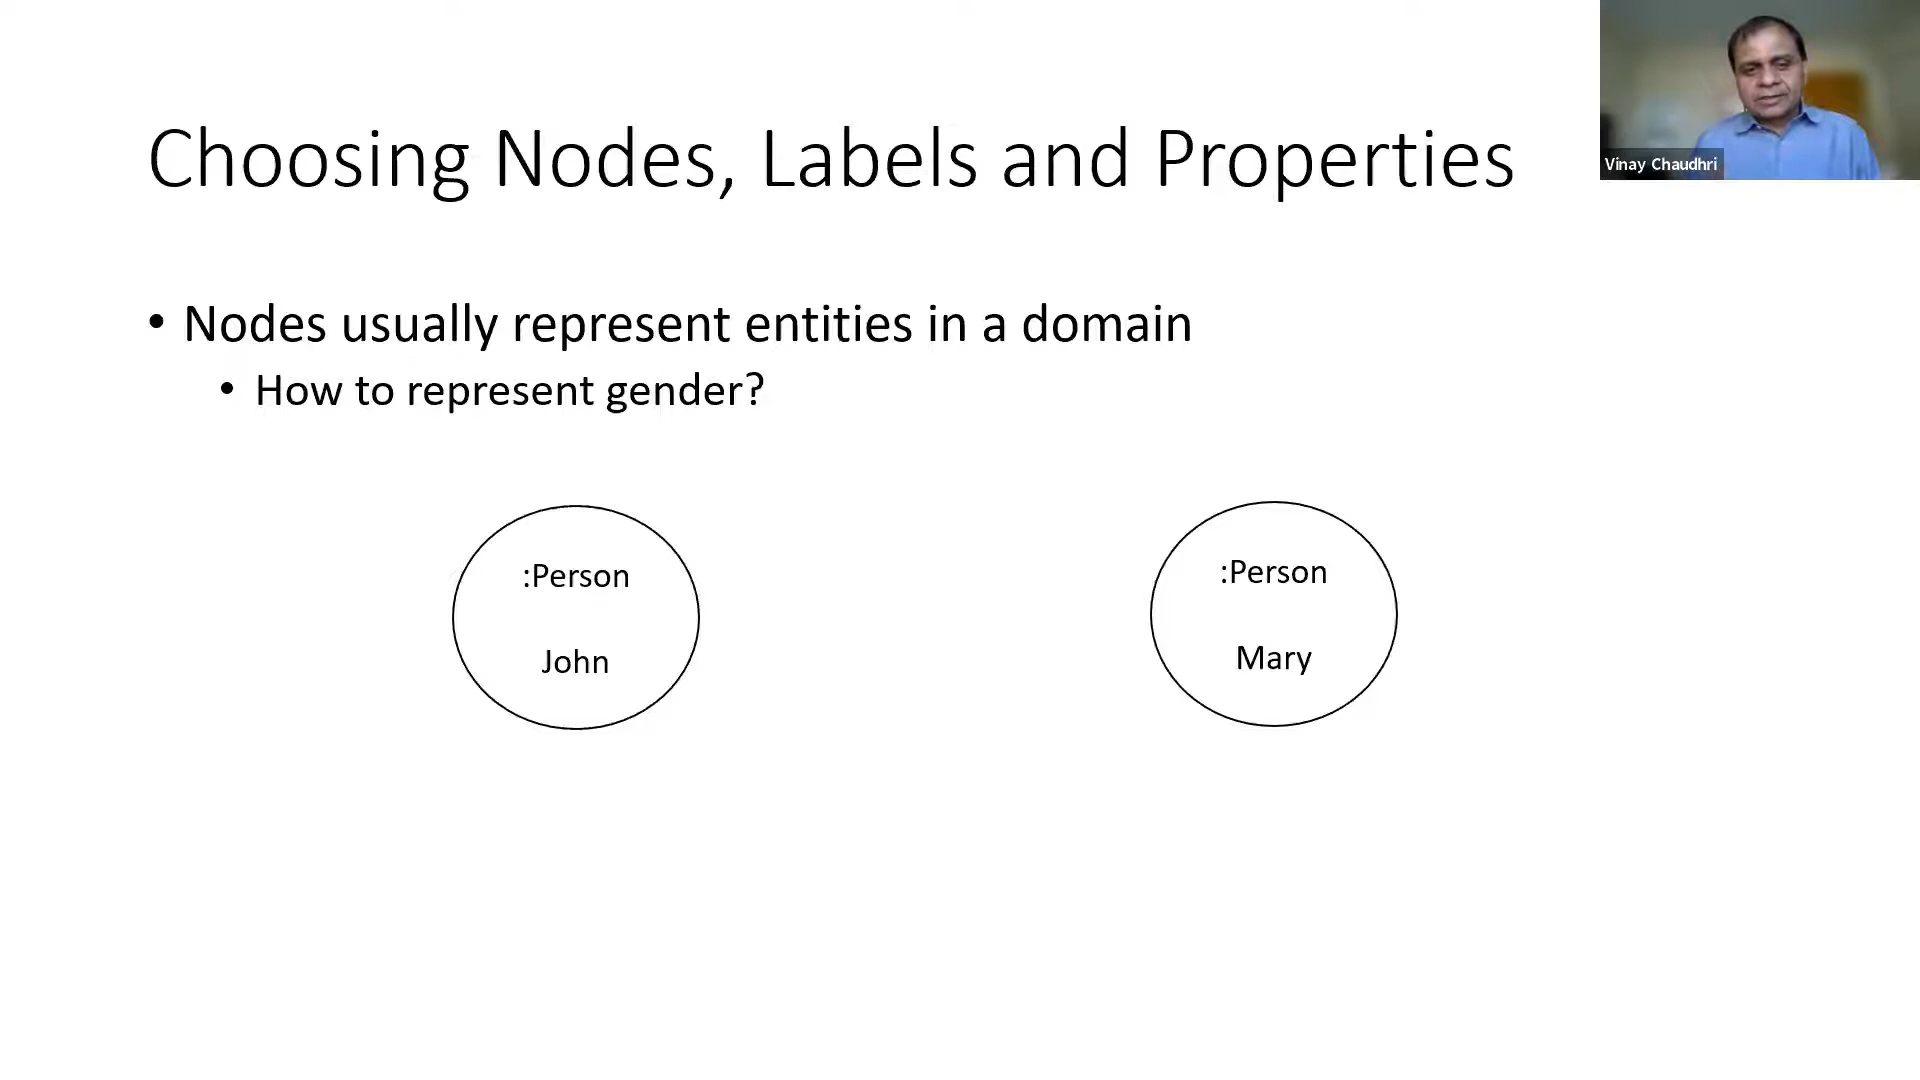 Choosing Nodes, Labels and Properties
Vinay Chaudhri
• Nodes usually represent entities in a domain
• How to represent gender?
:Person
John
:Person
Mary